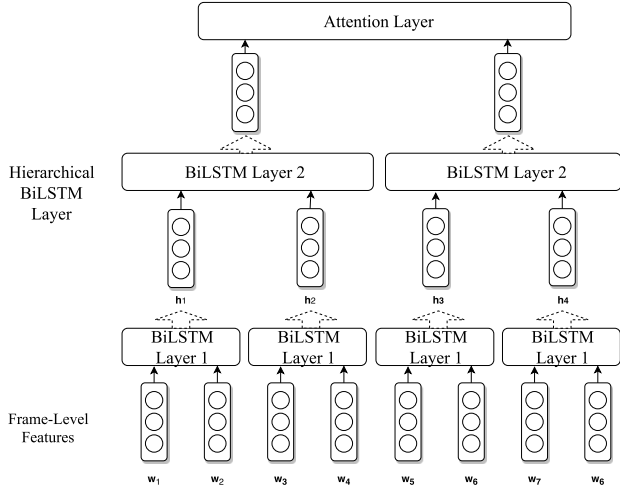 Attention Layer
Hierarchical
BiLSTM
Layer
BiLSTM Layer 2
BiLSTM Layer 2
h1
h2
h3
h4
BiLSTM
Layer 1
BiLSTM
Layer 1
BiLSTM
Layer 1
BiLSTM
Layer 1
Frame-Level
Features
w1
w2
w3
w4
w5
w6
w7
w6